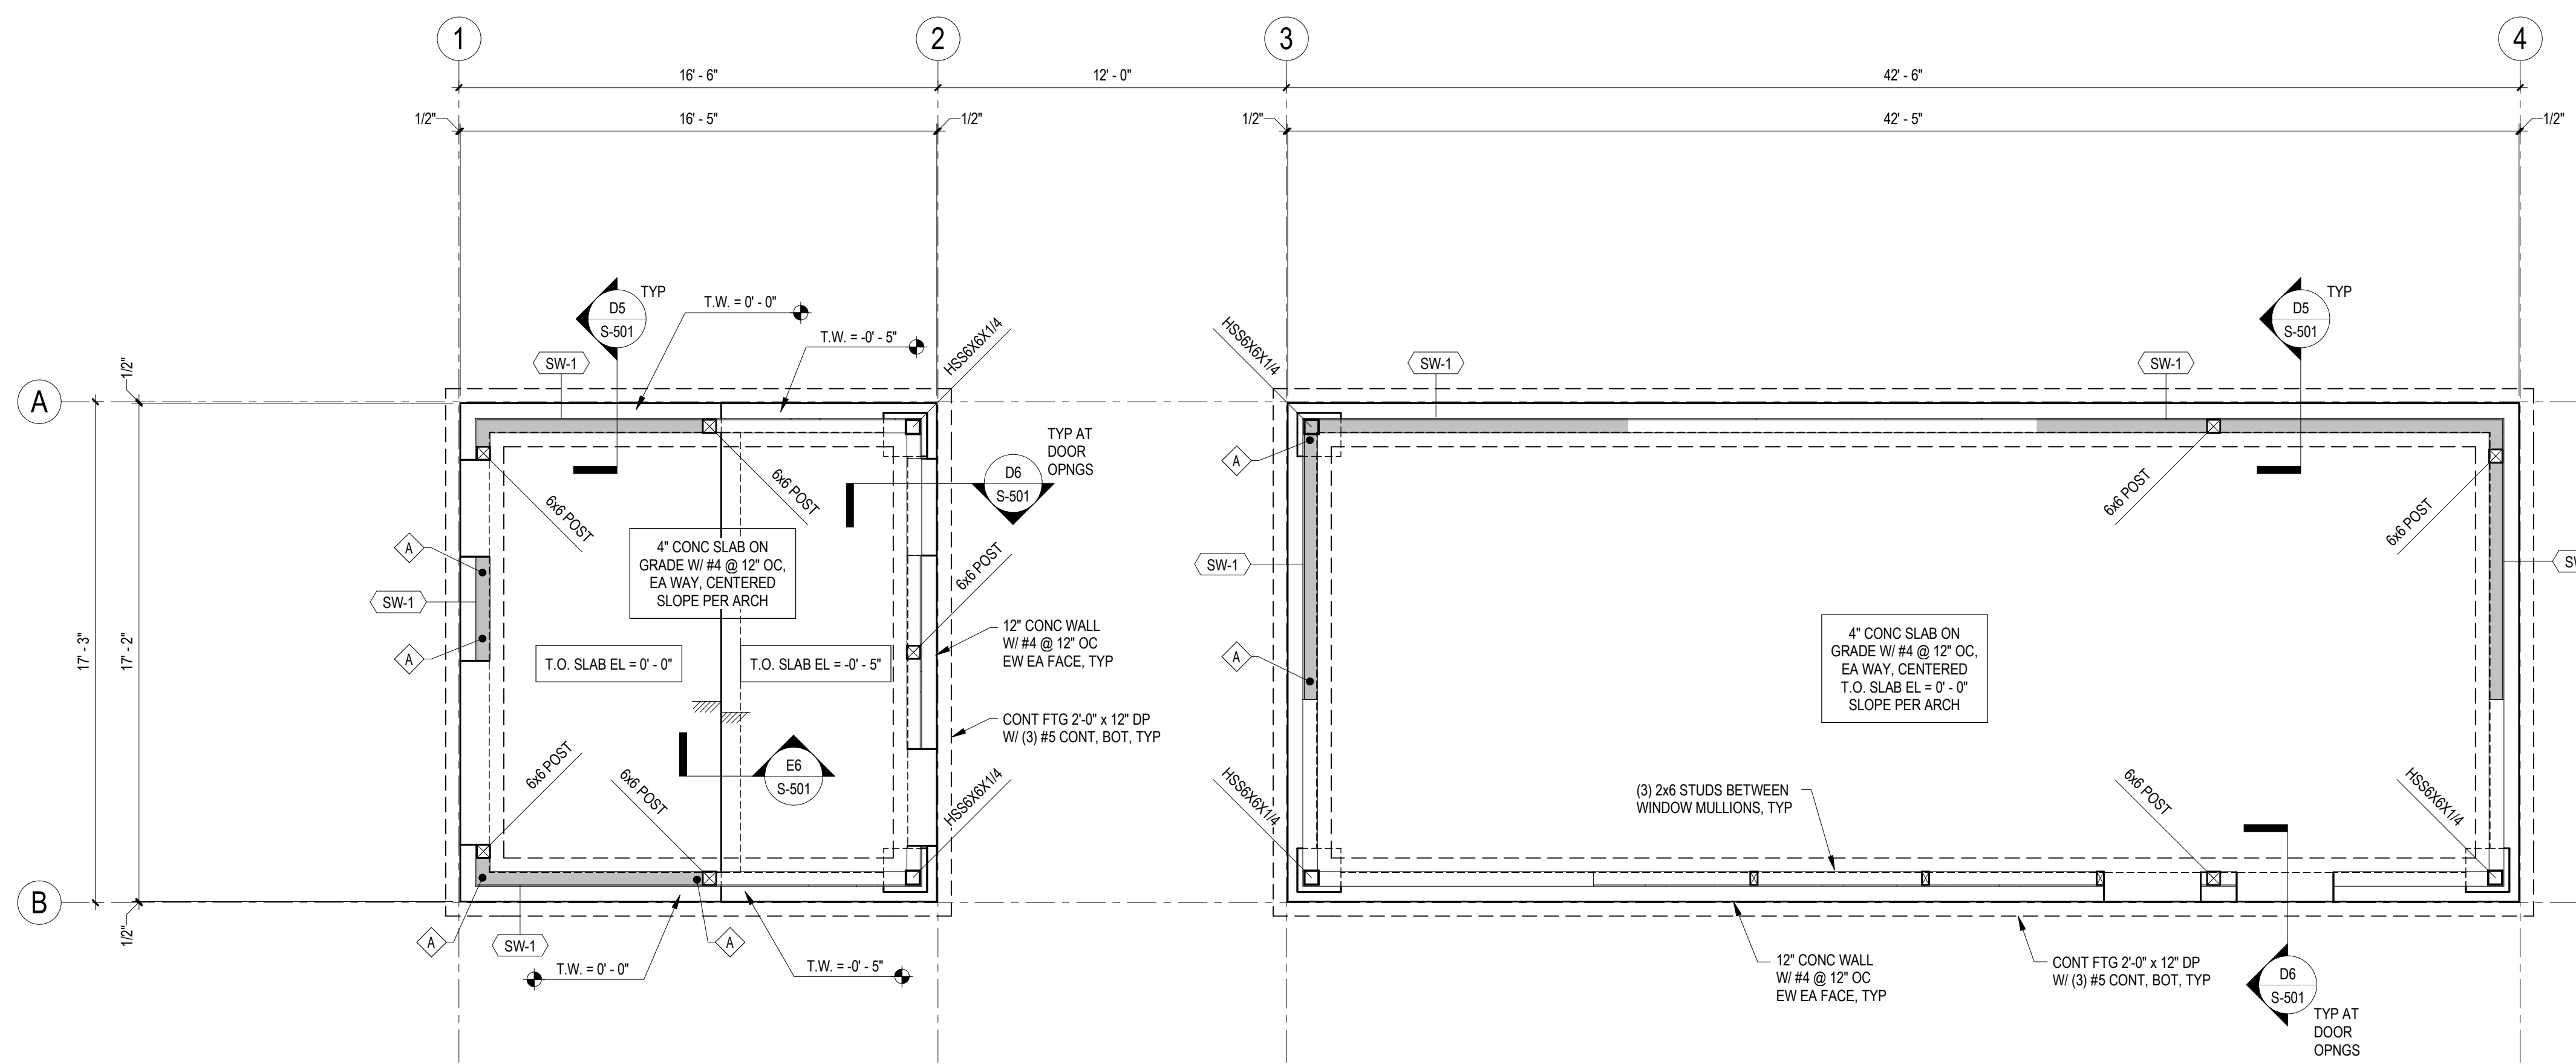 1
2
3
4
16' - 6"
12' - 0"
42' - 6"
1/2"
16' - 5"
1/2"
1/2"
42' - 5"
1/2"
D5
S-501
TYP
T.W. = 0' - 0"
T.W. = -0' - 5"
HSS6X6X1/4
HSS6X6X1/4
D5
S-501
TYP
SW-1
SW-1
SW-1
1/2"
A
TYP AT
DOOR
OPNGS
D6
S-501
A
6x6 POST
6x6 POST
6x6 POST
6x6 POST
A
4" CONC SLAB ON
GRADE W/ #4 @ 12" OC,
EA WAY, CENTERED
SLOPE PER ARCH
6x6 POST
SW-1
SW-1
12" CONC WALL
W/ #4 @ 12" OC
EW EA FACE, TYP
17' - 3"
17' - 2"
A
T.O. SLAB EL = 0' - 0"
T.O. SLAB EL = -0' - 5"
A
4" CONC SLAB ON
GRADE W/ #4 @ 12" OC,
EA WAY, CENTERED
T.O. SLAB EL = 0' - 0"
SLOPE PER ARCH
CONT FTG 2'-0" x 12" DP
W/ (3) #5 CONT, BOT, TYP
6x6 POST
6x6 POST
E6
S-501
HSS6X6X1/4
HSS6X6X1/4
(3) 2x6 STUDS BETWEEN
WINDOW MULLIONS, TYP
6x6 POST
HSS6X6X1/4
B
1/2"
A
SW-1
A
T.W. = 0' - 0"
T.W. = -0' - 5"
12" CONC WALL
W/ #4 @ 12" OC
EW EA FACE, TYP
CONT FTG 2'-0" x 12" DP
W/ (3) #5 CONT, BOT, TYP
D6
S-501
TYP AT
DOOR
OPNGS